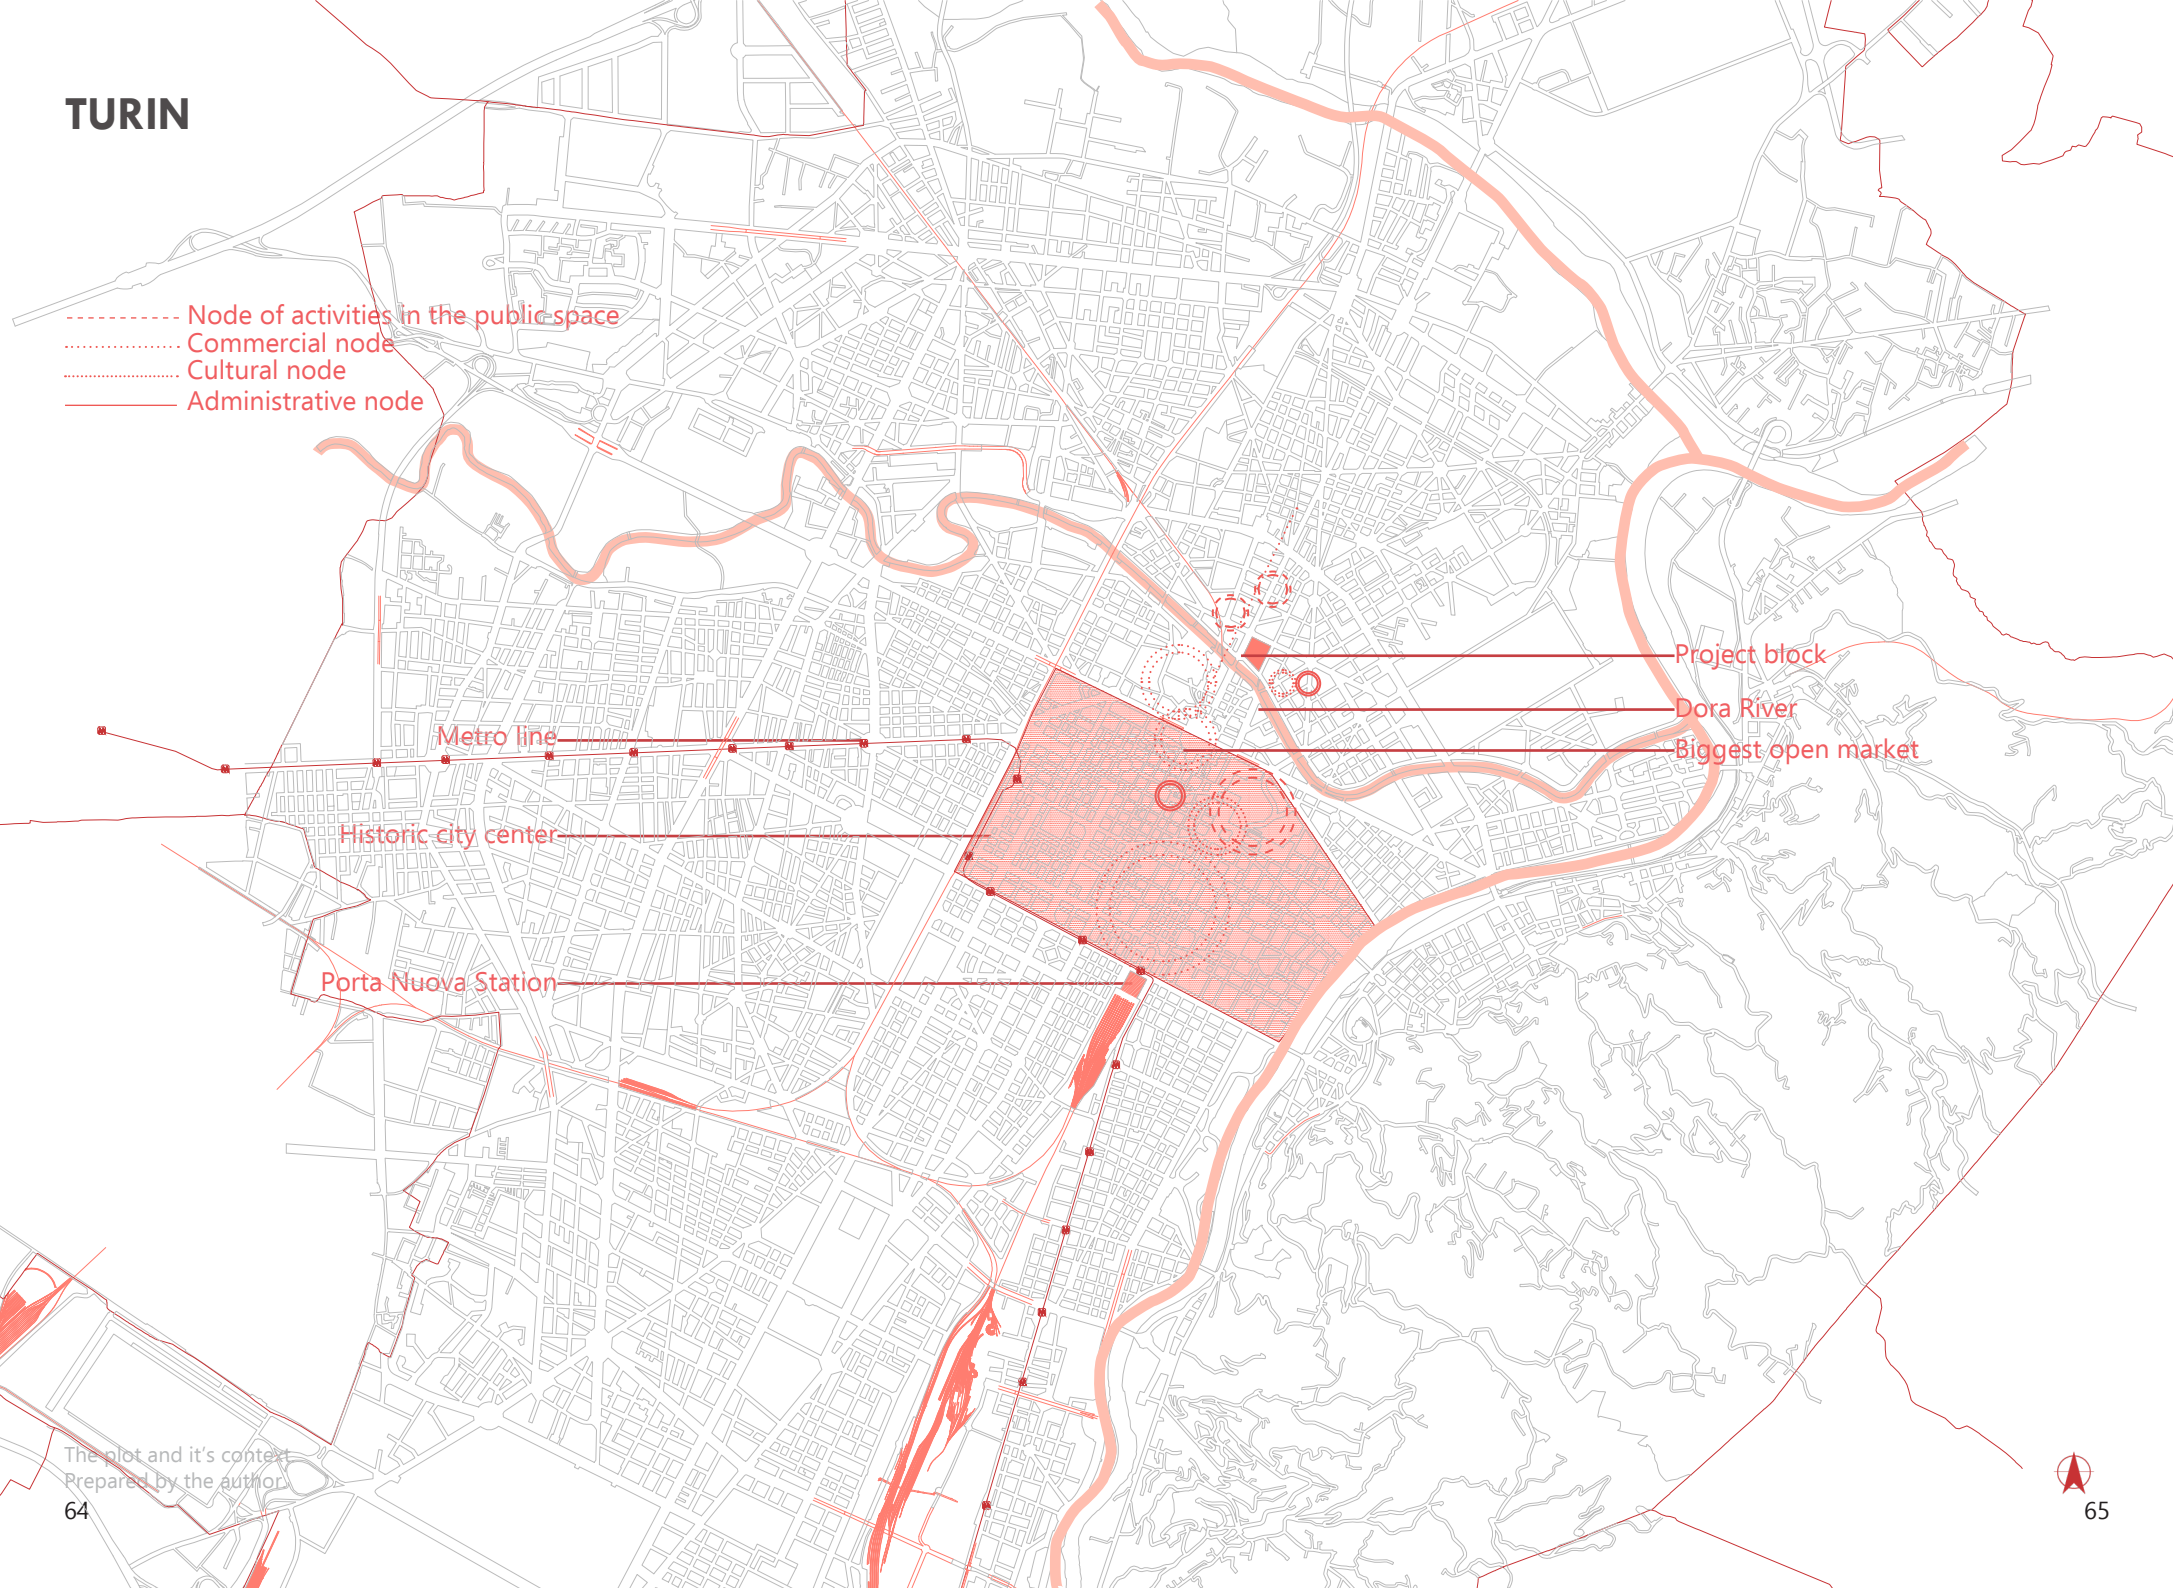 TURIN
Node of activities in the public space
Commercial node
Cultural node
Administrative node
Project block
Dora River
Metro line
Biggest open market
Historic city center
Porta Nuova Station
The plot and it's context
Prepared by the author.
64
65